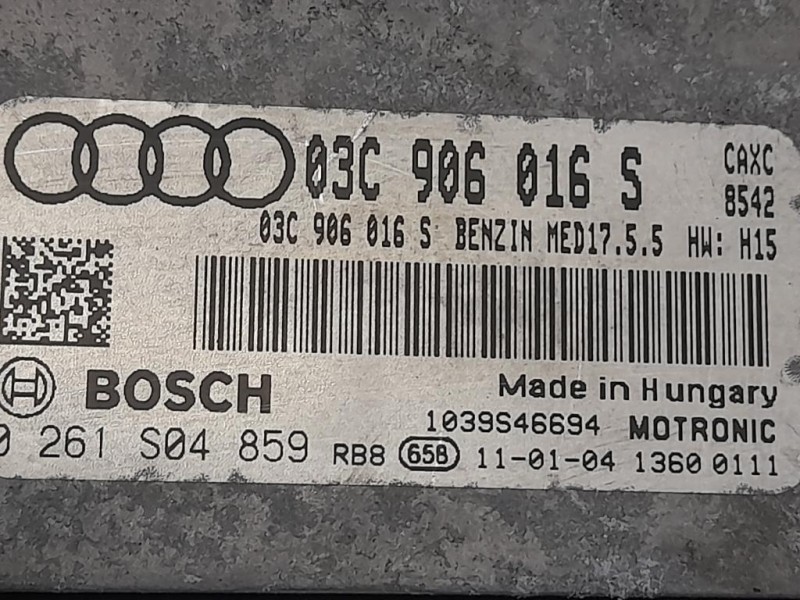 03C 906 016 S CAXC
8542
03C 906 016 S BENZIN MED17.5.5 HW: H15
BOSCH Made in Hungary
1039S46694 MOTRONIC
0 261 S04 859 RB8 65B 11-01-04 1360 0111